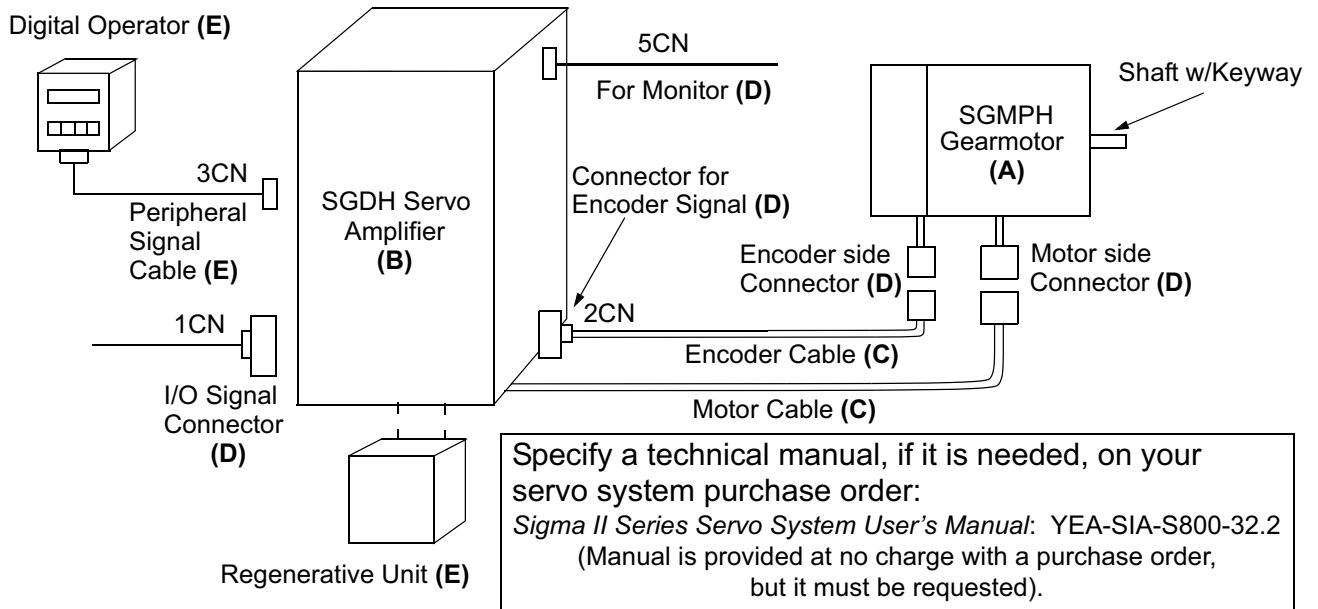 Digital Operator (E)
5CN
For Monitor (D)
Shaft w/Keyway
SGMPH
Gearmotor
(A)
3CN
Peripheral
Signal
Cable (E)
SGDH Servo
Amplifier
(B)
Connector for
Encoder Signal (D)
Encoder side
Connector (D)
Motor side
Connector (D)
1CN
2CN
I/O Signal
Connector
(D)
Encoder Cable (C)
Motor Cable (C)
Regenerative Unit (E)
Specify a technical manual, if it is needed, on your
servo system purchase order:
Sigma II Series Servo System User's Manual: YEA-SIA-S800-32.2
(Manual is provided at no charge with a purchase order,
but it must be requested).